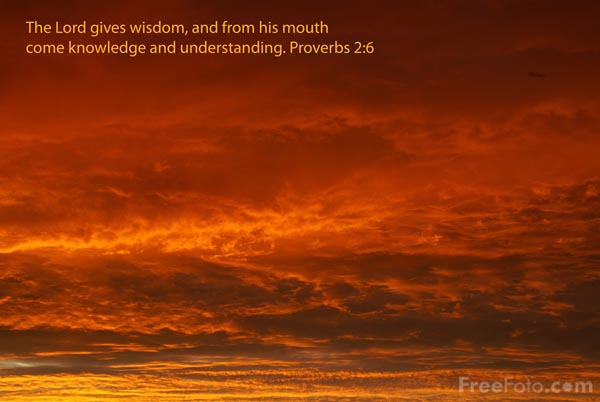 The Lord gives wisdom, and from his mouth
come knowledge and understanding. Proverbs 2:6
FreeFoto.com